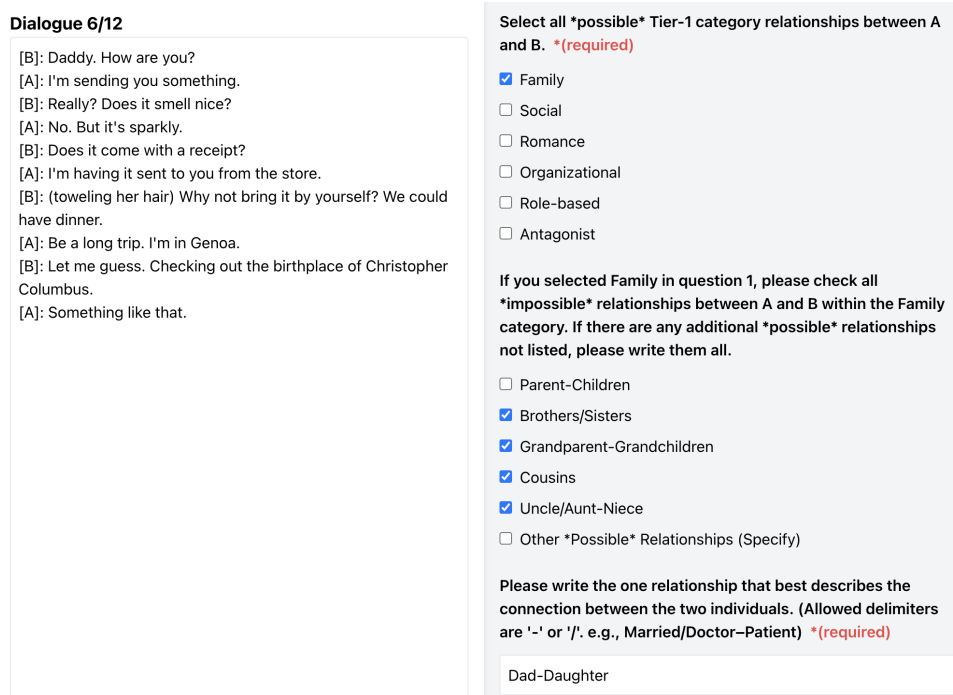 Dialogue 6/12
[B]: Daddy. How are you?
[A]: I'm sending you something.
[B]: Really? Does it smell nice?
[A]: No. But it's sparkly.
[B]: Does it come with a receipt?
[A]: I'm having it sent to you from the store.
[B]: (toweling her hair) Why not bring it by yourself? We could
have dinner.
[A]: Be a long trip. I'm in Genoa.
[B]: Let me guess. Checking out the birthplace of Christopher
Columbus.
[A]: Something like that.
Select all *possible* Tier-1 category relationships between A
and B. *(required)
Family
Social
Romance
Organizational
Role-based
Antagonist
If you selected Family in question 1, please check all
*impossible* relationships between A and B within the Family
category. If there are any additional *possible* relationships
not listed, please write them all.
Parent-Children
Brothers/Sisters
Grandparent-Grandchildren
Cousins
Uncle/Aunt-Niece
Other *Possible* Relationships (Specify)
Please write the one relationship that best describes the
connection between the two individuals. (Allowed delimiters
are '-' or '/'. e.g., Married/Doctor–Patient) *(required)
Dad-Daughter